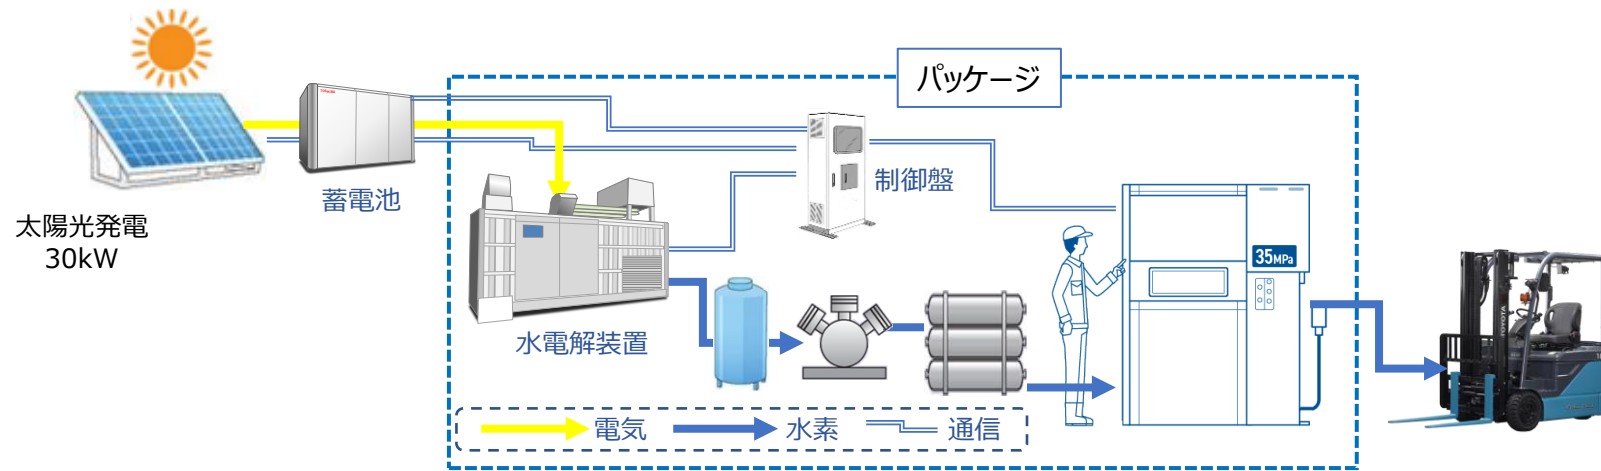 パッケージ
蓄電池
制御盤
太陽光発電
30kW
35MPa
水電解装置
TOYOTA
電気
水素
通信